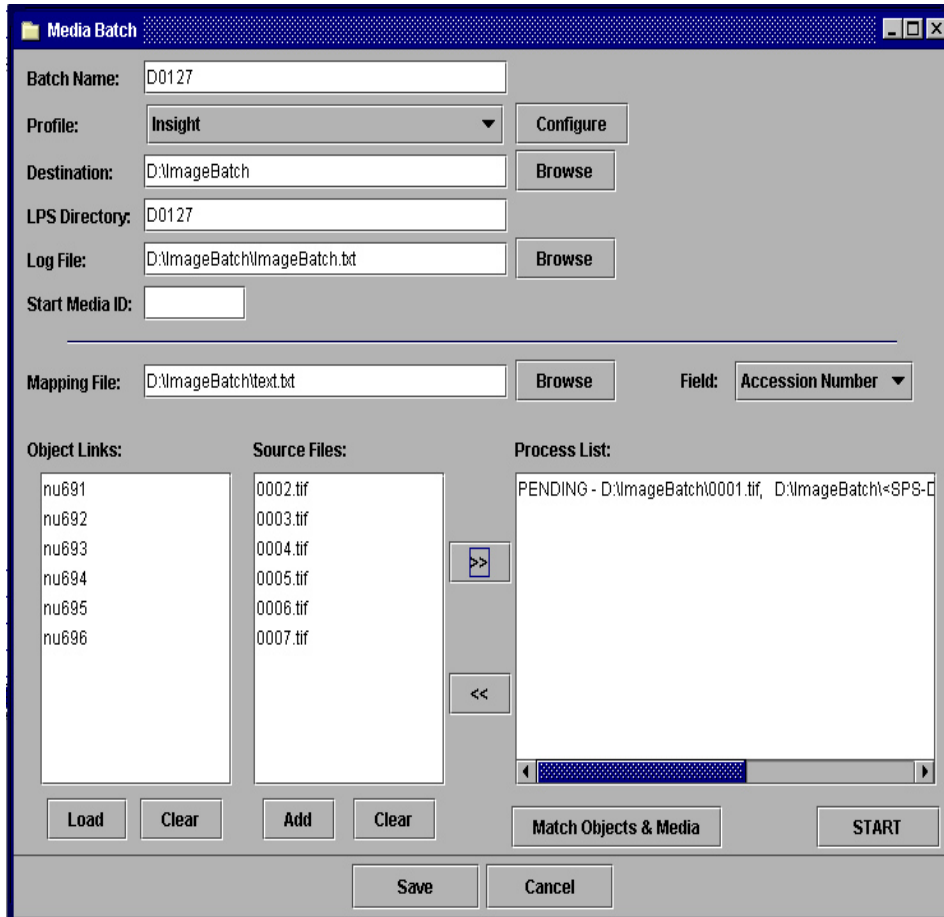 Media Batch
Batch Name: D0127
Profile: Insight Configure
Destination: D:\ImageBatch Browse
LPS Directory: D0127
Log File: D:\ImageBatch\ImageBatch.txt Browse
Start Media ID:
Mapping File: D:\ImageBatch\text.txt Browse Field: Accession Number
Object Links: Source Files: Process List:
nu691 0002.tif PENDING - D:\ImageBatch\0001.tif, D:\ImageBatch\<SPS-D
nu692 0003.tif
nu693 0004.tif
nu694 0005.tif
>>
nu695 0006.tif
nu696 0007.tif
<<
Load Clear Add Clear Match Objects & Media START
Save Cancel